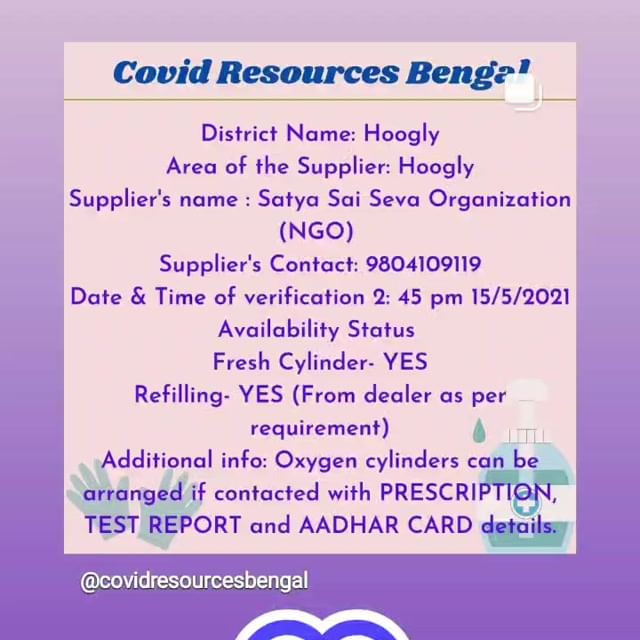 Covid Resources Bengal
District Name: Hoogly
Area of the Supplier: Hoogly
Supplier's name : Satya Sai Seva Organization
(NGO)
Supplier's Contact: 9804109119
Date & Time of verification 2: 45 pm 15/5/2021
Availability Status
Fresh Cylinder- YES
Refilling- YES (From dealer as per
requirement)
Additional info: Oxygen cylinders can be
arranged if contacted with PRESCRIPTION,
TEST REPORT and AADHAR CARD details.
@covidresourcesbengal